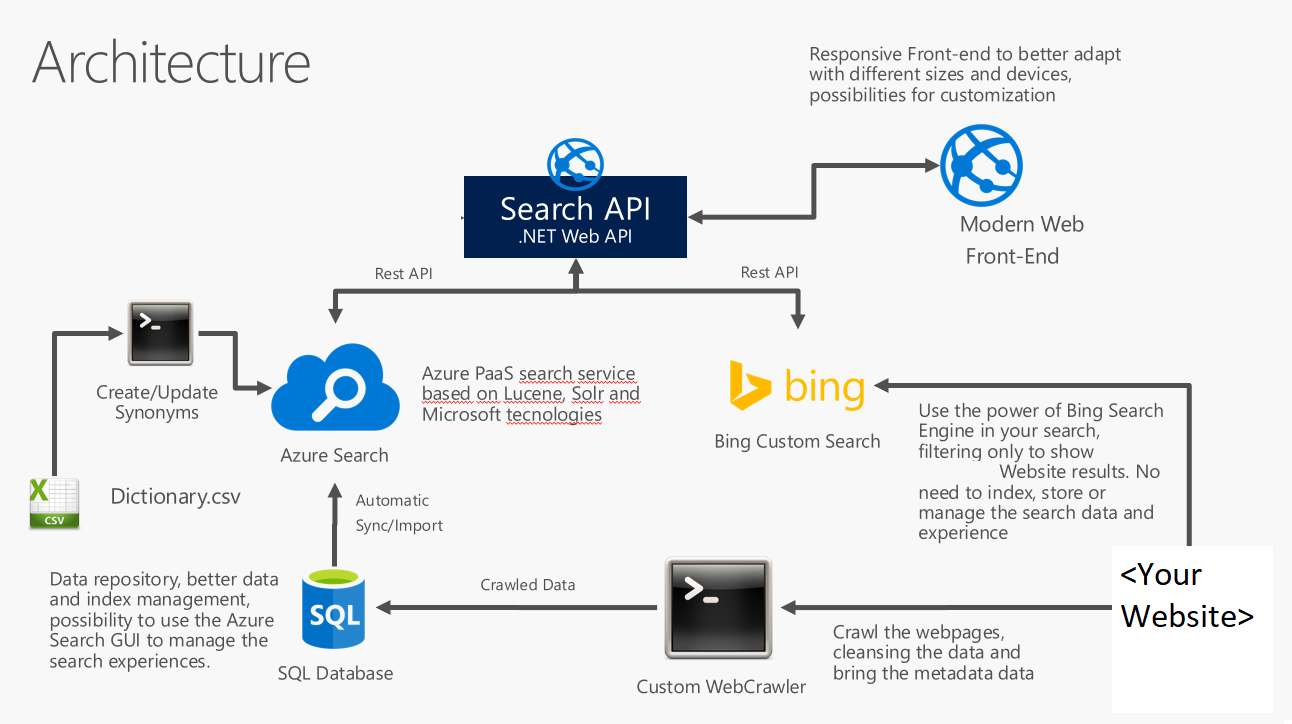 Architecture
Responsive Front-end to better adapt
with different sizes and devices,
possibilities for customization
Search API
.NET Web API
Modern Web
Front-End
Rest API
Rest API
>_
Create/Update
Synonyms
Azure PaaS search service
based on Lucene, Solr and
Microsoft tecnologies
Azure Search
bing
Bing Custom Search
Use the power of Bing Search
Engine in your search,
filtering only to show
Website results. No
need to index, store or
manage the search data and
experience
X
CSV
Dictionary.csv
Automatic
Sync/Import
Data repository, better data
and index management,
possibility to use the Azure
Search GUI to manage the
search experiences.
SQL
SQL Database
Crawled Data
>_
Custom WebCrawler
Crawl the webpages,
cleansing the data and
bring the metadata data
<Your
Website>